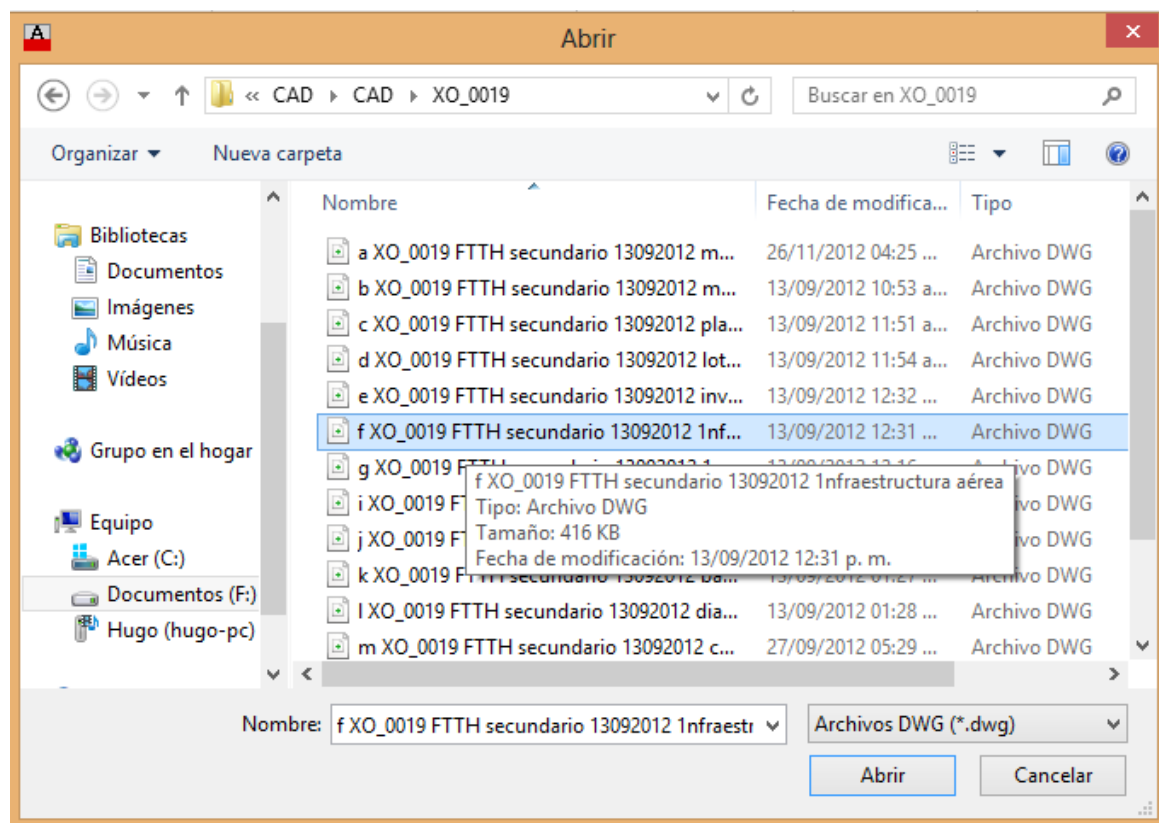 A
Abrir
« CAD CAD XO_0019
Buscar en XO_0019
Organizar Nueva carpeta
Nombre Fecha de modifica... Tipo
Bibliotecas
Documentos
Imágenes
Música
Vídeos
Grupo en el hogar
Equipo
Acer (C:)
Documentos (F:)
Hugo (hugo-pc)
a XO_0019 FTTH secundario 13092012 m... 26/11/2012 04:25 ... Archivo DWG
b XO_0019 FTTH secundario 13092012 m... 13/09/2012 10:53 a... Archivo DWG
c XO_0019 FTTH secundario 13092012 pla... 13/09/2012 11:51 a... Archivo DWG
d XO_0019 FTTH secundario 13092012 lot... 13/09/2012 11:54 a... Archivo DWG
e XO_0019 FTTH secundario 13092012 inv... 13/09/2012 12:32 ... Archivo DWG
f XO_0019 FTTH secundario 13092012 1nf... 13/09/2012 12:31 ... Archivo DWG
g XO_0019
f XO_0019 FTTH secundario 13092012 1nfraestructura aérea
Tipo: Archivo DWG
Tamaño: 416 KB
Fecha de modificación: 13/09/2012 12:31 p. m.
i XO_0019
j XO_0019
k XO_0019
l XO_0019 FTTH secundario 13092012 dia... 13/09/2012 01:28 ... Archivo DWG
m XO_0019 FTTH secundario 13092012 c... 27/09/2012 05:29 ... Archivo DWG
Nombre: f XO_0019 FTTH secundario 13092012 1nfraestr
Archivos DWG (*.dwg)
Abrir Cancelar